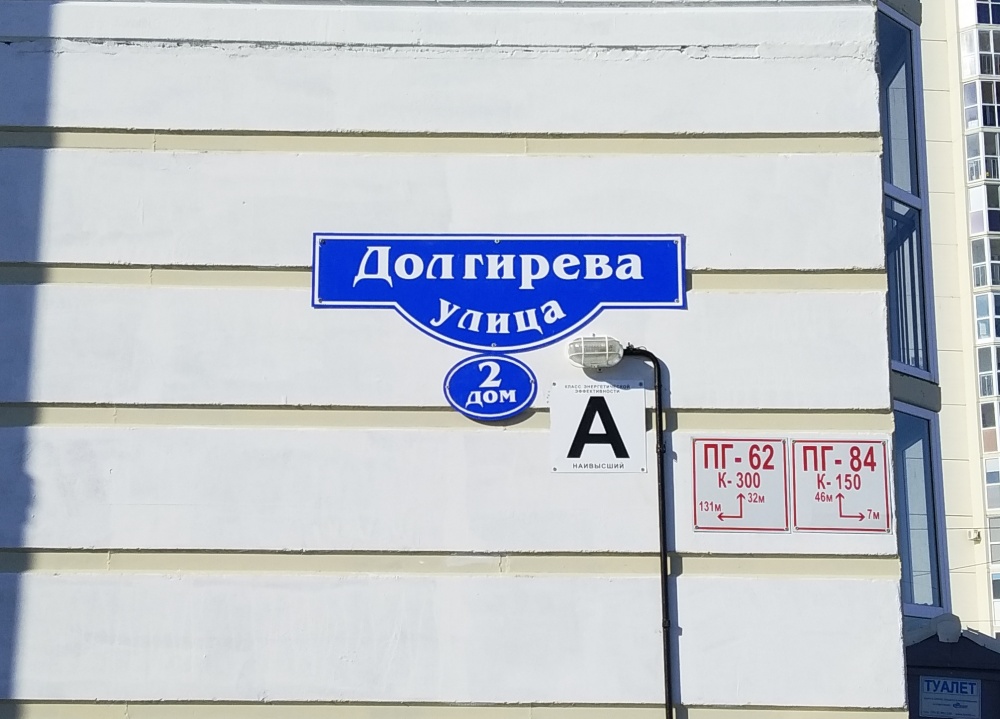 Долгирева
улица
2
дом
КЛАСС ЭНЕРГЕТИЧЕСКОЙ
ЭФФЕКТИВНОСТИ
А
НАИВЫСШИЙ
ПГ- 62
К- 300
131м 32м
ПГ- 84
К- 150
46м 7м
ТУАЛЕТ